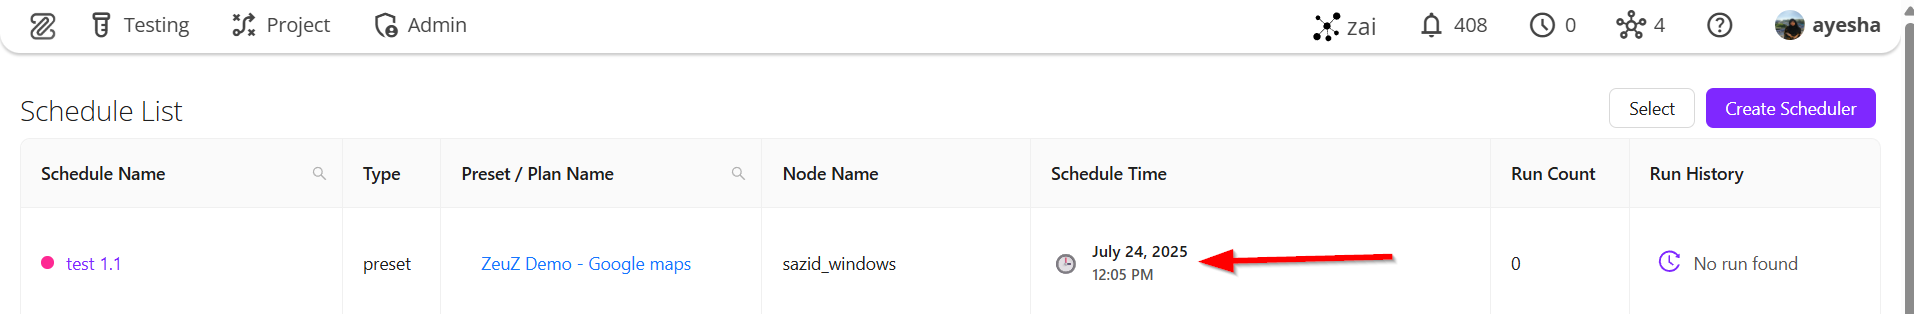 Testing Project Admin zai 408 0 4 ayesha
Schedule List Select Create Scheduler
Schedule Name Type Preset / Plan Name Node Name Schedule Time Run Count Run History
test 1.1 preset ZeuZ Demo - Google maps sazid_windows July 24, 2025 0 No run found
12:05 PM